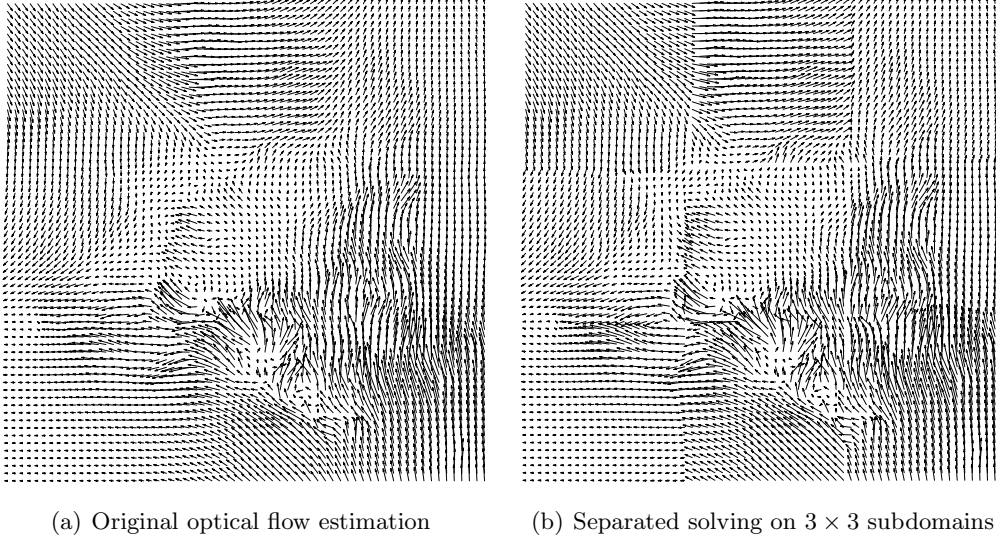 (a) Original optical flow estimation
(b) Separated solving on 3 × 3 subdomains